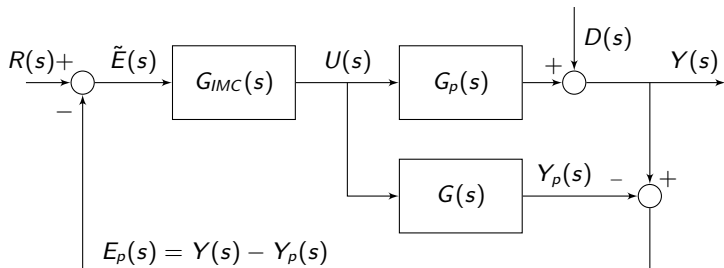 D(s)
R(s) + Ẽ(s) G_IMC(s) U(s) G_p(s) + Y(s)
−
G(s) Y_p(s) − +
E_p(s) = Y(s) − Y_p(s)